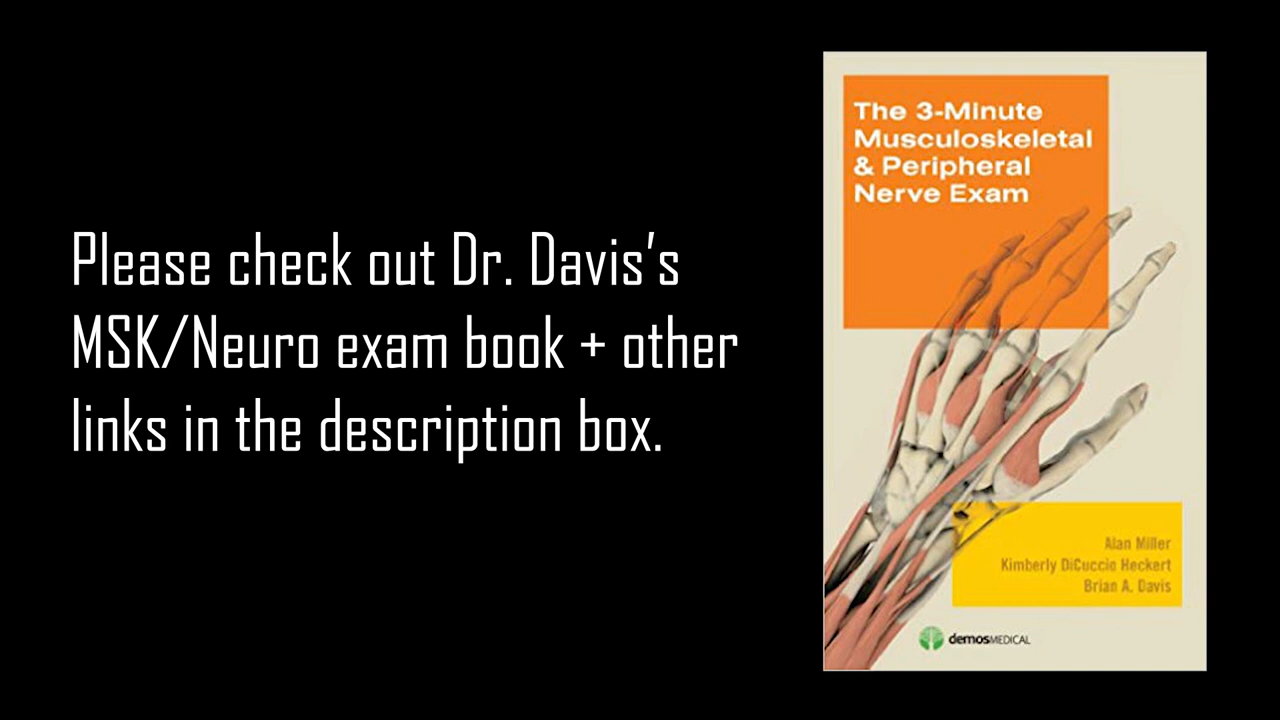 Please check out Dr. Davis's
MSK/Neuro exam book + other
links in the description box.
The 3-Minute
Musculoskeletal
& Peripheral
Nerve Exam
Alan Miller
Kimberly DiCuccio Heckert
Brian A. Davis
demosMEDICAL